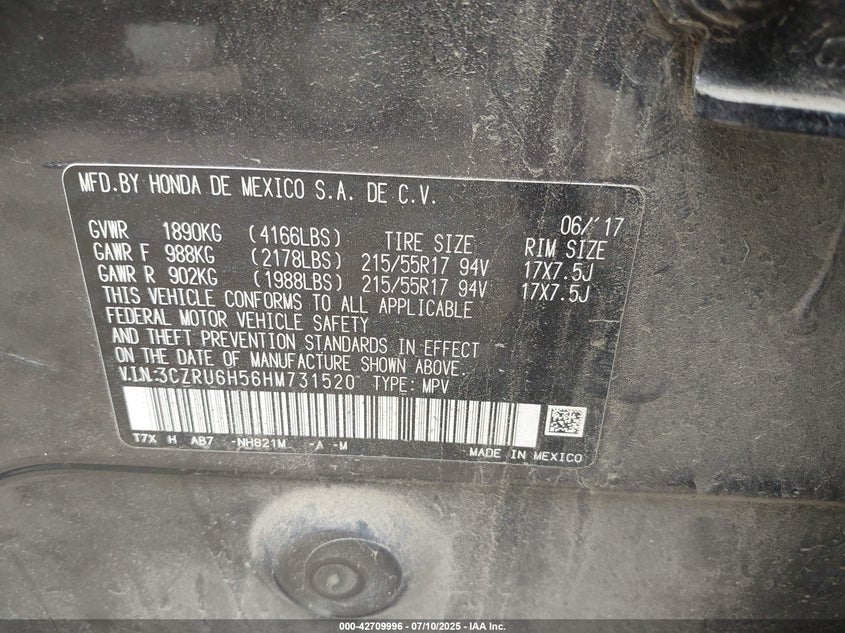 MFD.BY HONDA DE MEXICO S.A. DE C.V.
06/'17
GVWR 1890KG (4166LBS) TIRE SIZE RIM SIZE
GAWR F 988KG (2178LBS) 215/55R17 94V 17X7.5J
GAWR R 902KG (1988LBS) 215/55R17 94V 17X7.5J
THIS VEHICLE CONFORMS TO ALL APPLICABLE
FEDERAL MOTOR VEHICLE SAFETY
AND THEFT PREVENTION STANDARDS IN EFFECT
ON THE DATE OF MANUFACTURE SHOWN ABOVE.
V.I.N:3CZRU6H56HM731520 TYPE: MPV
T7X H AB7 -NH821M -A -M
MADE IN MEXICO
000-42709996 - 07/10/2025 - IAA Inc.